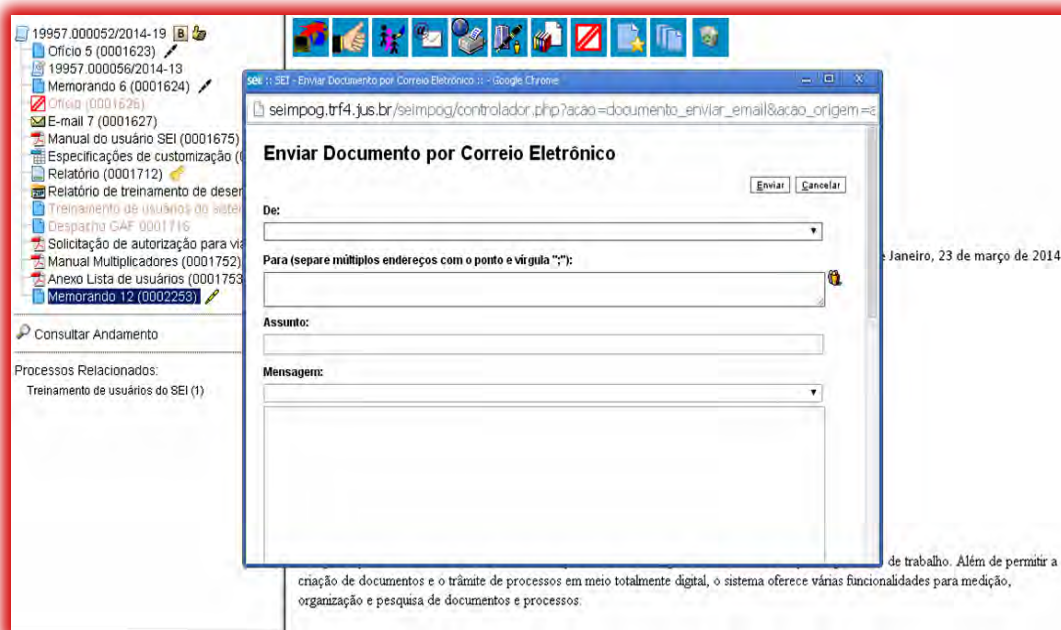 19957.000052/2014-19
Ofício 5 (0001623)
19957.000056/2014-13
Memorando 6 (0001624)
Ofício (0001626)
E-mail 7 (0001627)
Manual do usuário SEI (0001675)
Especificações de customização (
Relatório (0001712)
Relatório de treinamento de deser
Treinamento de usuários do sister
Despacho GAF 0001716
Solicitação de autorização para via
Manual Multiplicadores (0001752)
Anexo Lista de usuários (0001753
Memorando 12 (0002253)
Consultar Andamento
Processos Relacionados:
Treinamento de usuários do SEI (1)
sei :: SEI - Enviar Documento por Correio Eletrônico :: - Google Chrome
seimpog.trf4.jus.br/seimpog/controlador.php?acao=documento_enviar_email&acao_origem=a
Enviar Documento por Correio Eletrônico
Enviar Cancelar
De:
Para (separe múltiplos endereços com o ponto e vírgula ";"):
Assunto:
Mensagem:
Janeiro, 23 de março de 2014
de trabalho. Além de permitir a
criação de documentos e o trâmite de processos em meio totalmente digital, o sistema oferece várias funcionalidades para medição,
organização e pesquisa de documentos e processos.